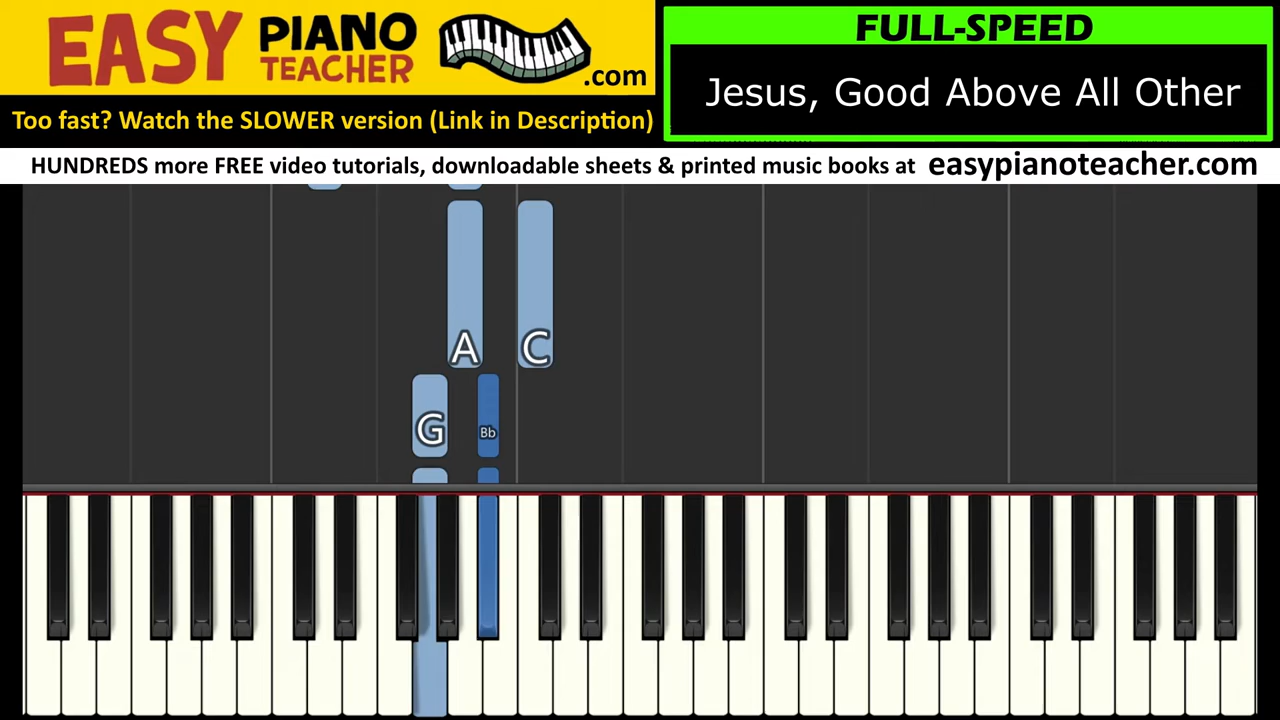 EASY PIANO TEACHER
.com
Too fast? Watch the SLOWER version (Link in Description)
FULL-SPEED
Jesus, Good Above All Other
HUNDREDS more FREE video tutorials, downloadable sheets & printed music books at easypianoteacher.com
A C
G Bb